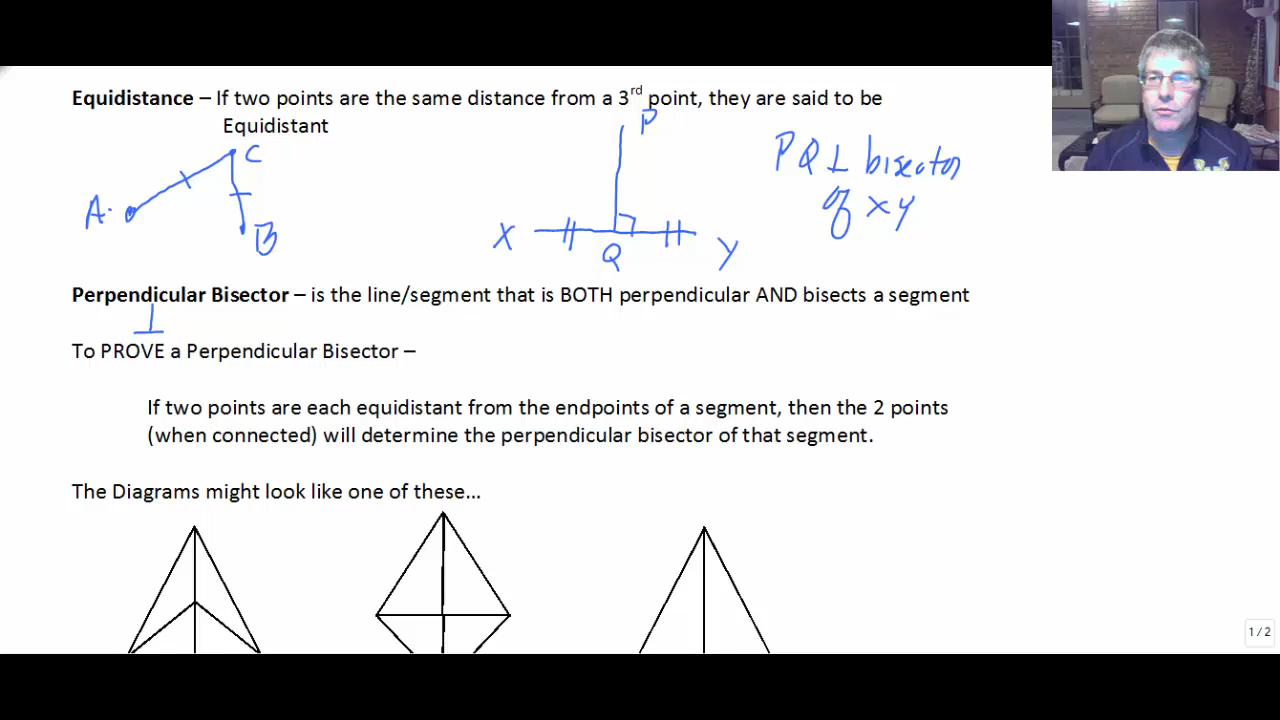 Equidistance – If two points are the same distance from a 3rd point, they are said to be
Equidistant
A.
C
B
P
X
Q
Y
PQ ⊥ bisector
of xy
Perpendicular Bisector – is the line/segment that is BOTH perpendicular AND bisects a segment
⊥
To PROVE a Perpendicular Bisector –
If two points are each equidistant from the endpoints of a segment, then the 2 points
(when connected) will determine the perpendicular bisector of that segment.
The Diagrams might look like one of these...
1 / 2